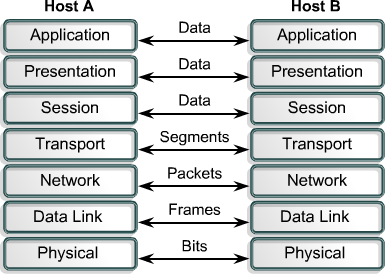 Host A Host B
Application Data Application
Presentation Data Presentation
Session Data Session
Transport Segments Transport
Network Packets Network
Data Link Frames Data Link
Physical Bits Physical